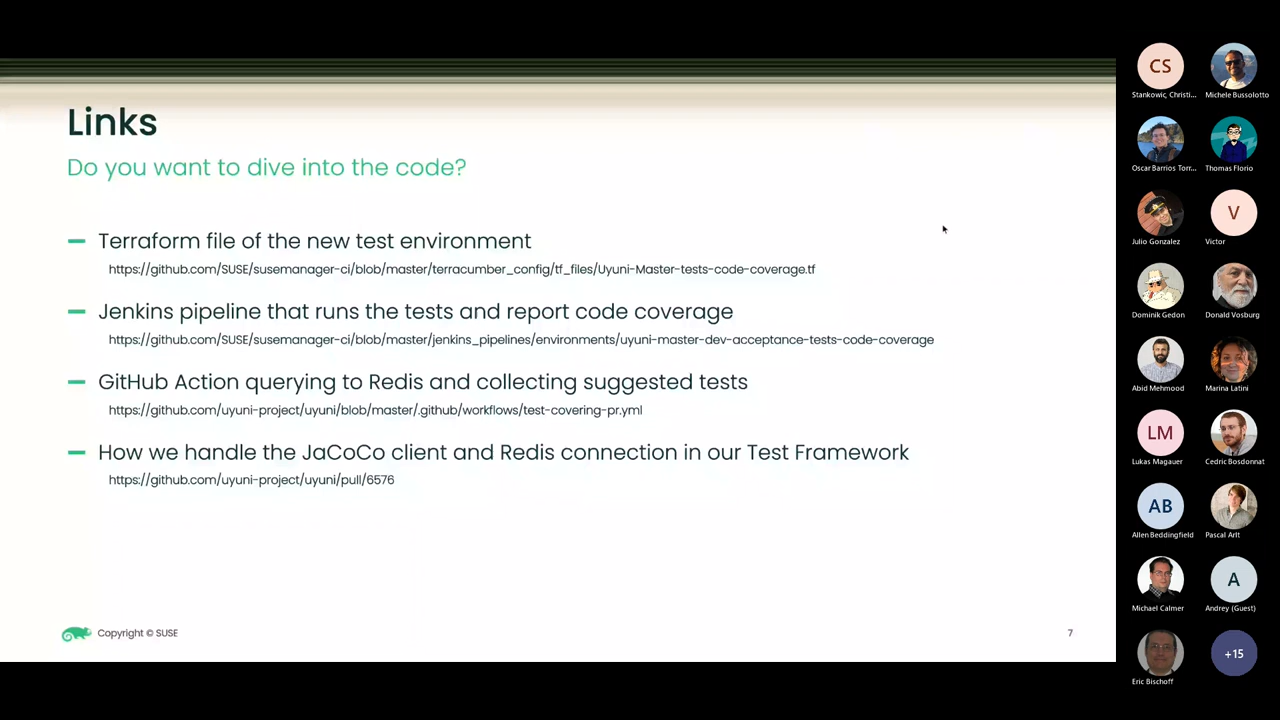 Links
Do you want to dive into the code?
Terraform file of the new test environment
https://github.com/SUSE/susemanager-ci/blob/master/terracumber_config/tf_files/Uyuni-Master-tests-code-coverage.tf
Jenkins pipeline that runs the tests and report code coverage
https://github.com/SUSE/susemanager-ci/blob/master/jenkins_pipelines/environments/uyuni-master-dev-acceptance-tests-code-coverage
GitHub Action querying to Redis and collecting suggested tests
https://github.com/uyuni-project/uyuni/blob/master/.github/workflows/test-covering-pr.yml
How we handle the JaCoCo client and Redis connection in our Test Framework
https://github.com/uyuni-project/uyuni/pull/6576
Copyright © SUSE
7
CS
Stankowic, Christi...
Michele Bussolotto
Oscar Barrios Torr...
Thomas Florio
Julio Gonzalez
V
Victor
Dominik Gedon
Donald Vosburg
Abid Mehmood
Marina Latini
LM
Lukas Magauer
Cedric Bosdonnat
AB
Allen Beddingfield
Pascal Arlt
Michael Calmer
A
Andrey (Guest)
Eric Bischoff
+15